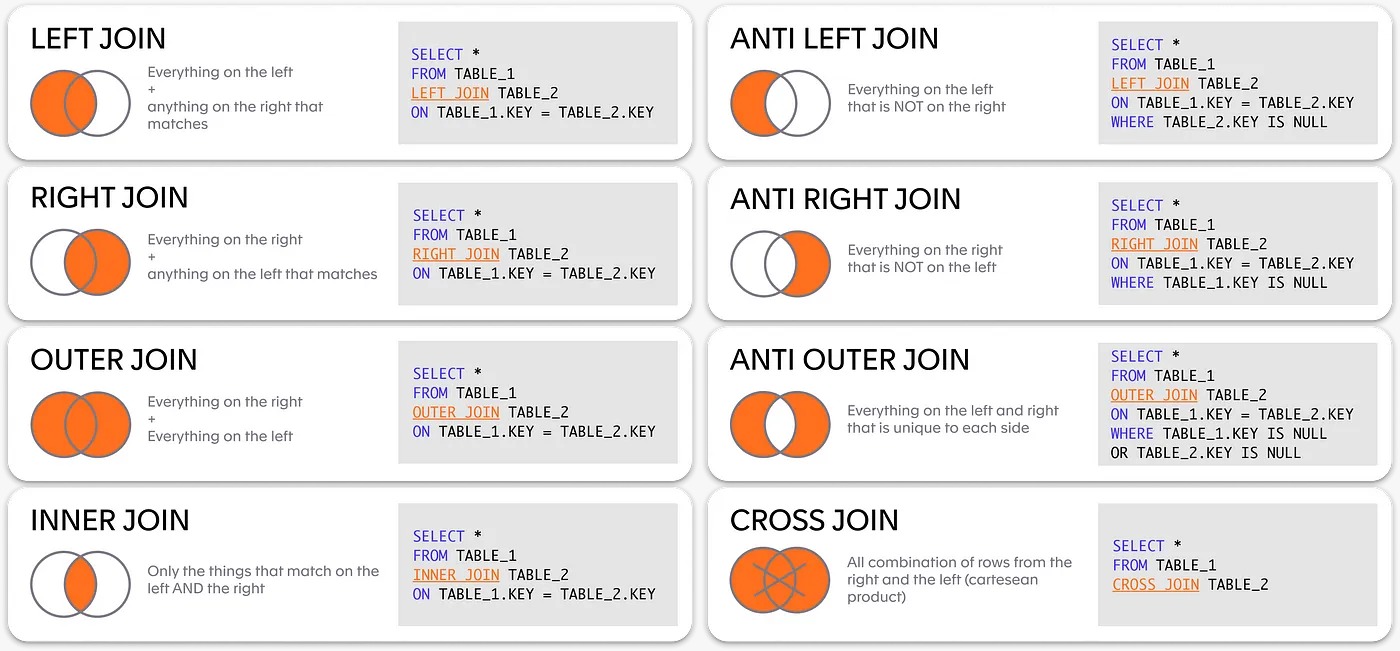 LEFT JOIN
Everything on the left
+
anything on the right that
matches
SELECT *
FROM TABLE_1
LEFT JOIN TABLE_2
ON TABLE_1.KEY = TABLE_2.KEY
ANTI LEFT JOIN
Everything on the left
that is NOT on the right
SELECT *
FROM TABLE_1
LEFT JOIN TABLE_2
ON TABLE_1.KEY = TABLE_2.KEY
WHERE TABLE_2.KEY IS NULL
RIGHT JOIN
Everything on the right
+
anything on the left that matches
SELECT *
FROM TABLE_1
RIGHT JOIN TABLE_2
ON TABLE_1.KEY = TABLE_2.KEY
ANTI RIGHT JOIN
Everything on the right
that is NOT on the left
SELECT *
FROM TABLE_1
RIGHT JOIN TABLE_2
ON TABLE_1.KEY = TABLE_2.KEY
WHERE TABLE_1.KEY IS NULL
OUTER JOIN
Everything on the right
+
Everything on the left
SELECT *
FROM TABLE_1
OUTER JOIN TABLE_2
ON TABLE_1.KEY = TABLE_2.KEY
ANTI OUTER JOIN
Everything on the left and right
that is unique to each side
SELECT *
FROM TABLE_1
OUTER JOIN TABLE_2
ON TABLE_1.KEY = TABLE_2.KEY
WHERE TABLE_1.KEY IS NULL
OR TABLE_2.KEY IS NULL
INNER JOIN
Only the things that match on the
left AND the right
SELECT *
FROM TABLE_1
INNER JOIN TABLE_2
ON TABLE_1.KEY = TABLE_2.KEY
CROSS JOIN
All combination of rows from the
right and the left (cartesean
product)
SELECT *
FROM TABLE_1
CROSS JOIN TABLE_2